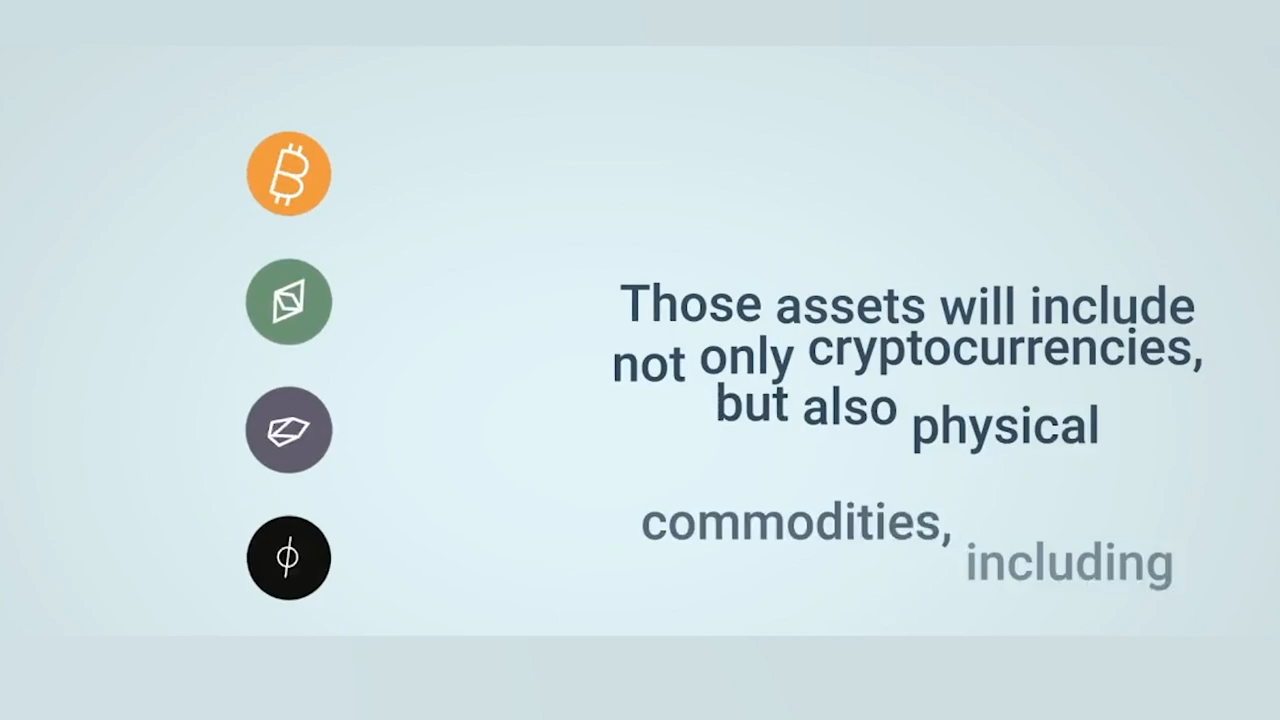 Those assets will include
not only cryptocurrencies,
but also physical
commodities, including